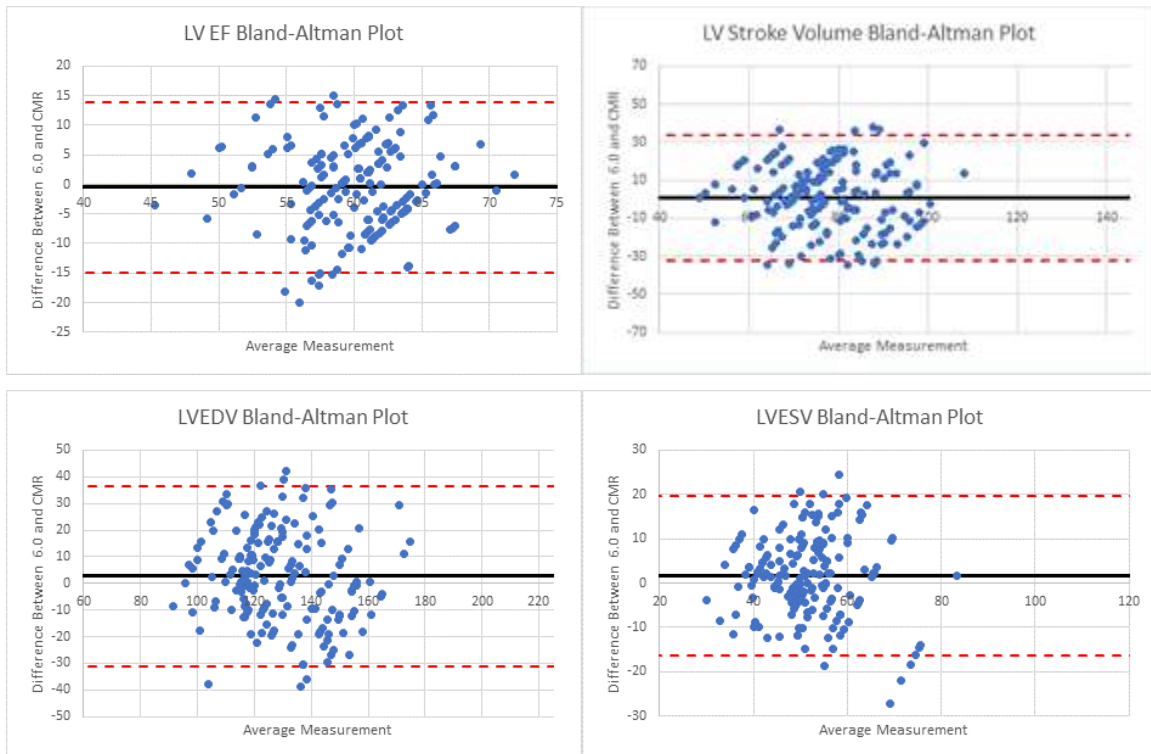 LV EF Bland-Altman Plot
Difference Between 6.0 and CMR
20
15
10
5
0
-5
-10
-15
-20
-25
40 45 50 55 60 65 70 75
Average Measurement
LV Stroke Volume Bland-Altman Plot
Difference Between 6.0 and CMR
70
50
30
10
-10
-30
-50
-70
40 60 80 100 120 140
Average Measurement
LVEDV Bland-Altman Plot
Difference Between 6.0 and CMR
50
40
30
20
10
0
-10
-20
-30
-40
-50
60 80 100 120 140 160 180 200 220
Average Measurement
LVESV Bland-Altman Plot
Difference Between 6.0 and CMR
30
20
10
0
-10
-20
-30
20 40 60 80 100 120
Average Measurement